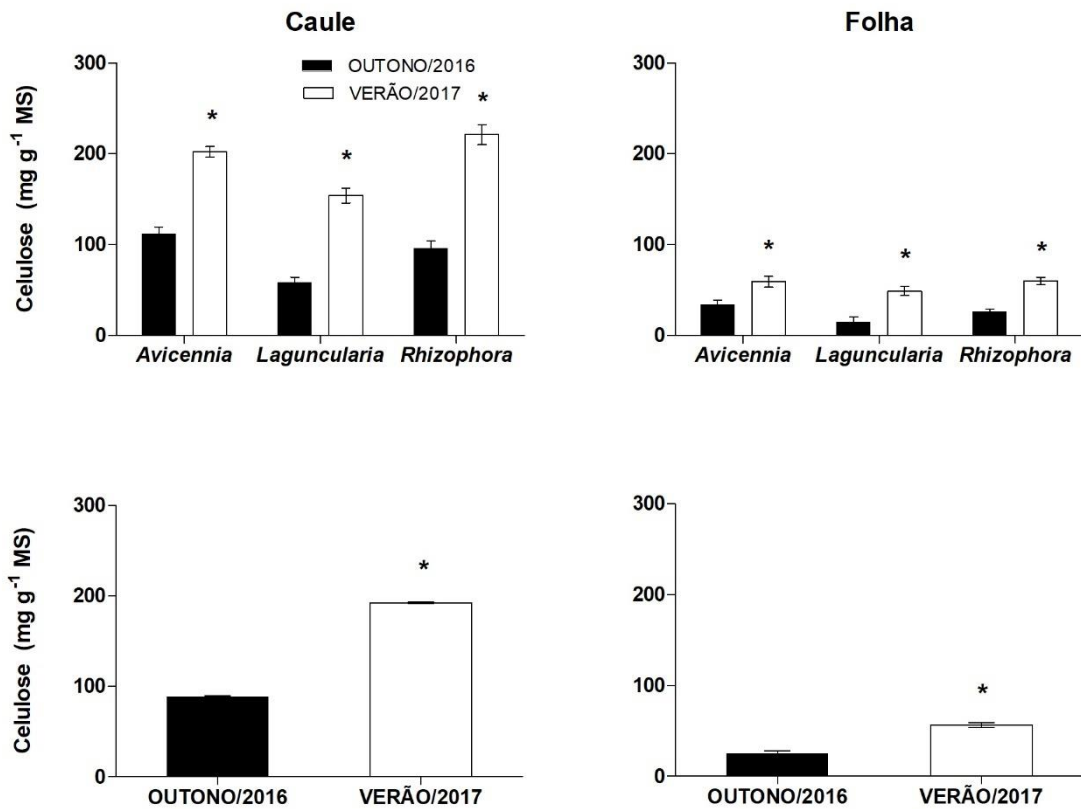 Caule
Folha
Celulose (mg g⁻¹ MS)
300
200
100
0
OUTONO/2016
VERÃO/2017
*
*
*
Avicennia
Laguncularia
Rhizophora
300
200
100
0
*
*
*
Avicennia
Laguncularia
Rhizophora
Celulose (mg g⁻¹ MS)
300
200
100
0
*
OUTONO/2016
VERÃO/2017
300
200
100
0
*
OUTONO/2016
VERÃO/2017